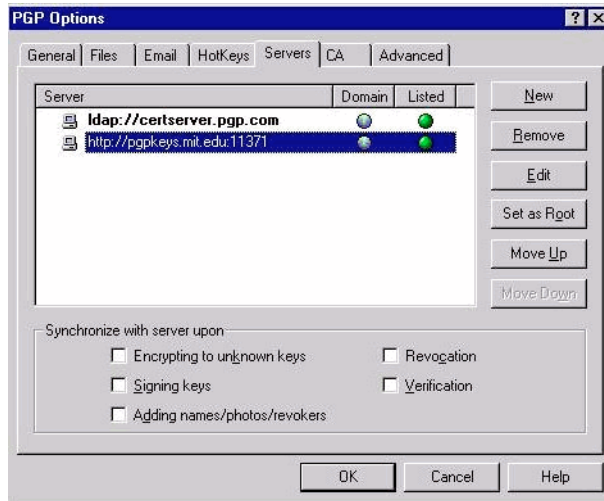 PGP Options
General Files Email HotKeys Servers CA Advanced
Server Domain Listed
ldap://certserver.pgp.com
http://pgpkeys.mit.edu:11371
New
Remove
Edit
Set as Root
Move Up
Move Down
Synchronize with server upon
Encrypting to unknown keys
Revocation
Signing keys
Verification
Adding names/photos/revokers
OK Cancel Help